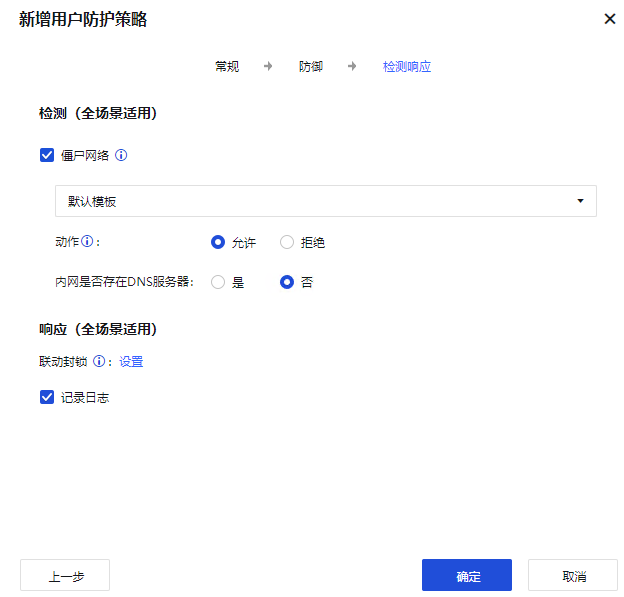 新增用户防护策略
常规 防御 检测响应
检测（全场景适用）
僵尸网络
默认模板
动作 : 允许 拒绝
内网是否存在DNS服务器: 是 否
响应（全场景适用）
联动封锁 : 设置
记录日志
上一步 确定 取消